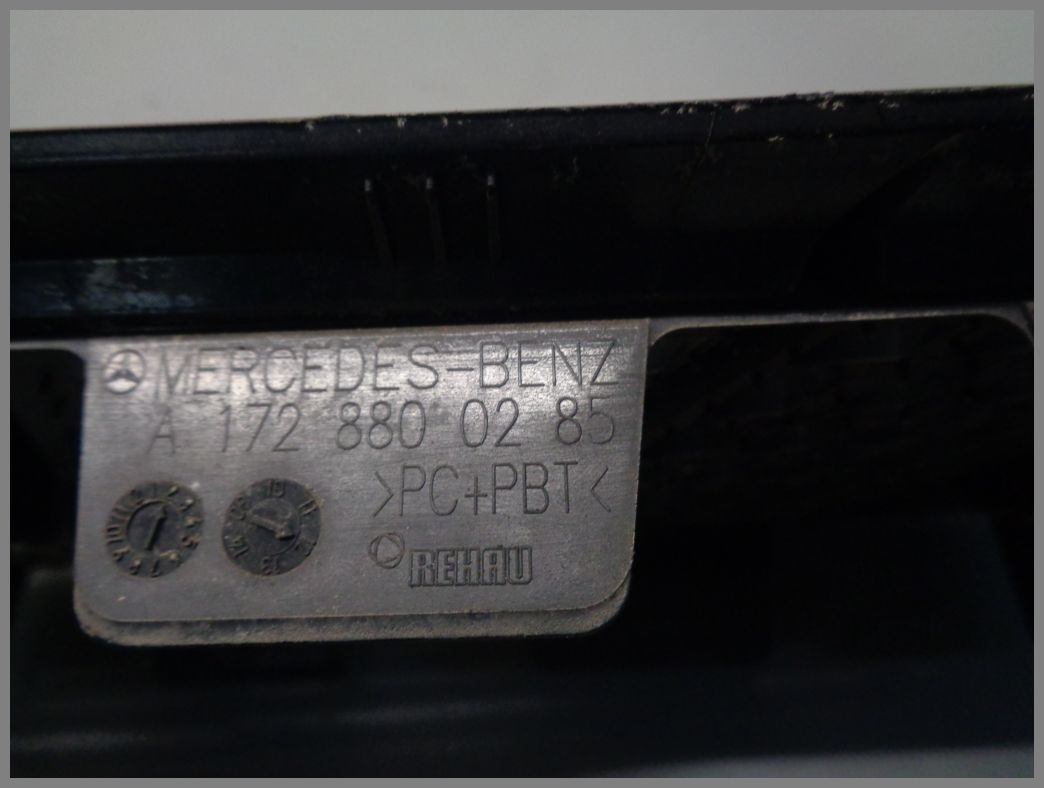 MERCEDES-BENZ
A 172 880 02 85
>PC+PBT<
REHAU